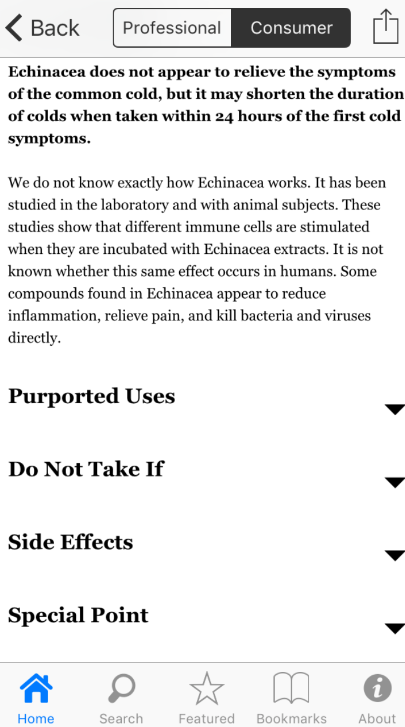 Back
Professional
Consumer
Echinacea does not appear to relieve the symptoms
of the common cold, but it may shorten the duration
of colds when taken within 24 hours of the first cold
symptoms.
We do not know exactly how Echinacea works. It has been
studied in the laboratory and with animal subjects. These
studies show that different immune cells are stimulated
when they are incubated with Echinacea extracts. It is not
known whether this same effect occurs in humans. Some
compounds found in Echinacea appear to reduce
inflammation, relieve pain, and kill bacteria and viruses
directly.
Purported Uses
Do Not Take If
Side Effects
Special Point
Home
Search
Featured
Bookmarks
About